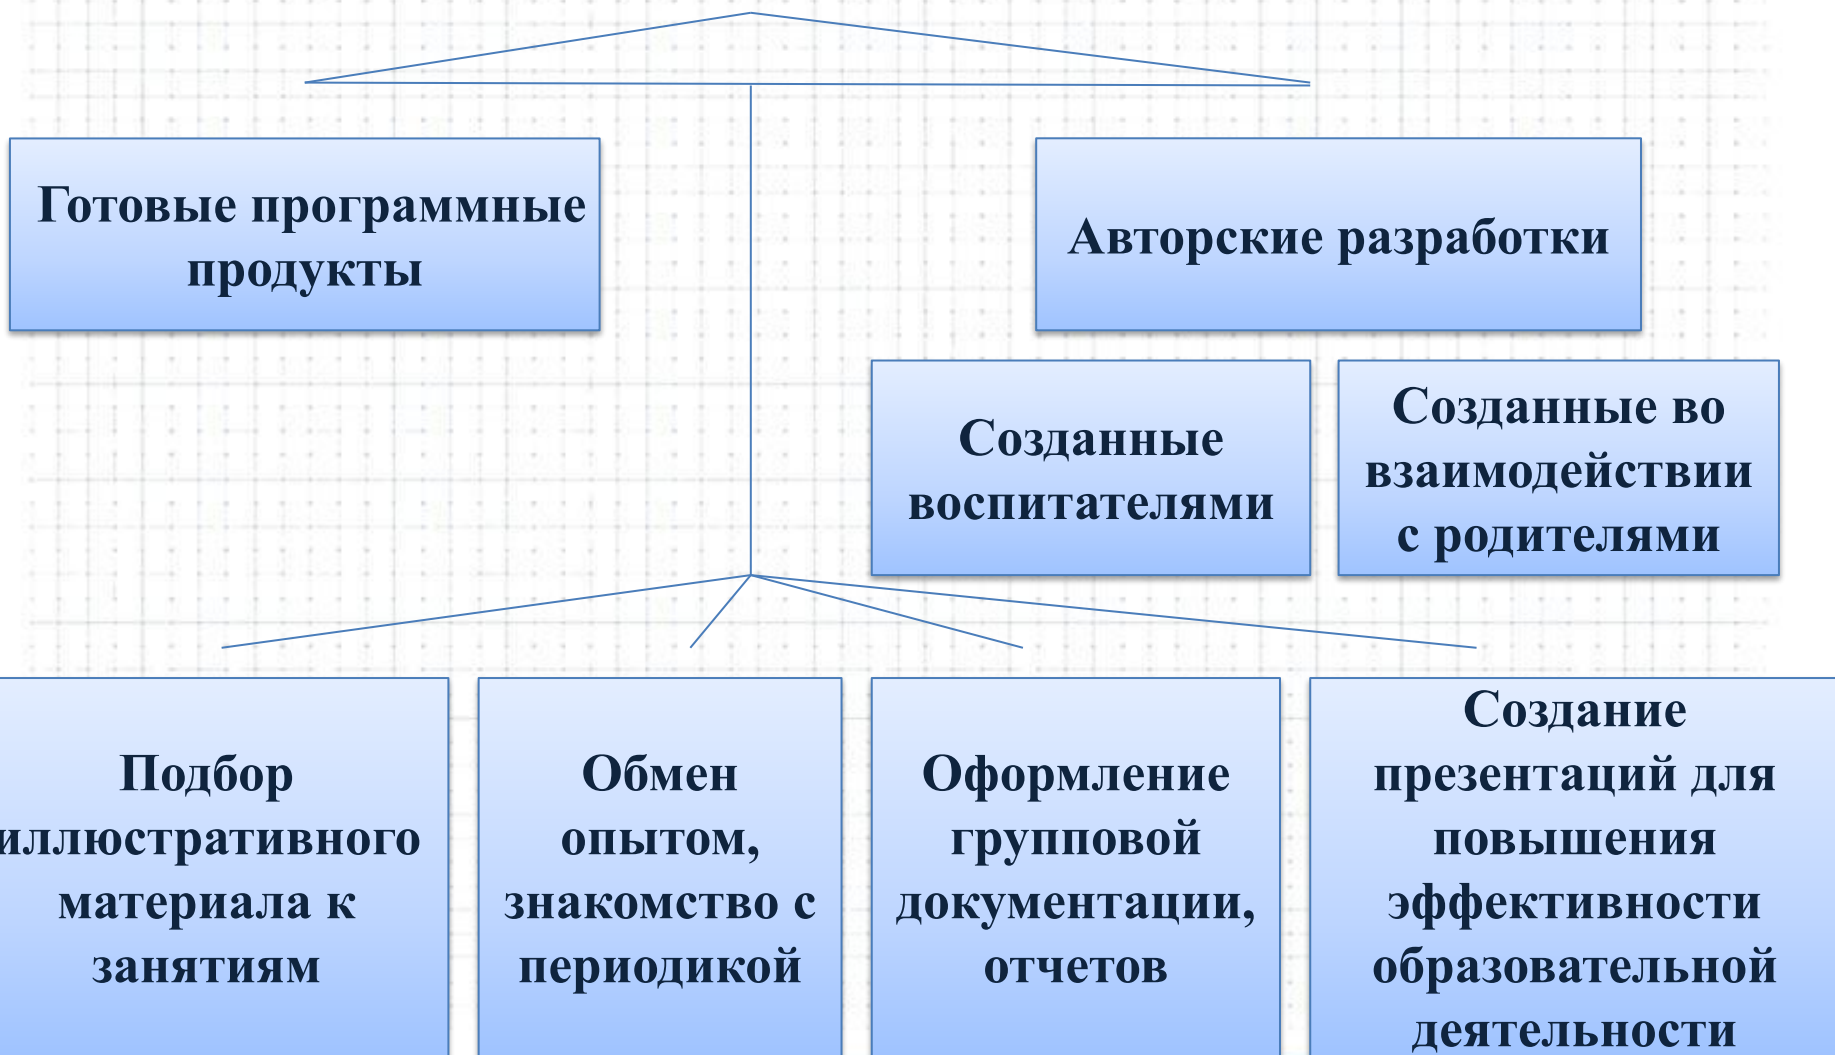 Готовые программные
продукты
Авторские разработки
Созданные
воспитателями
Созданные во
взаимодействии
с родителями
Подбор
иллюстративного
материала к
занятиям
Обмен
опытом,
знакомство с
периодикой
Оформление
групповой
документации,
отчетов
Создание
презентаций для
повышения
эффективности
образовательной
деятельности